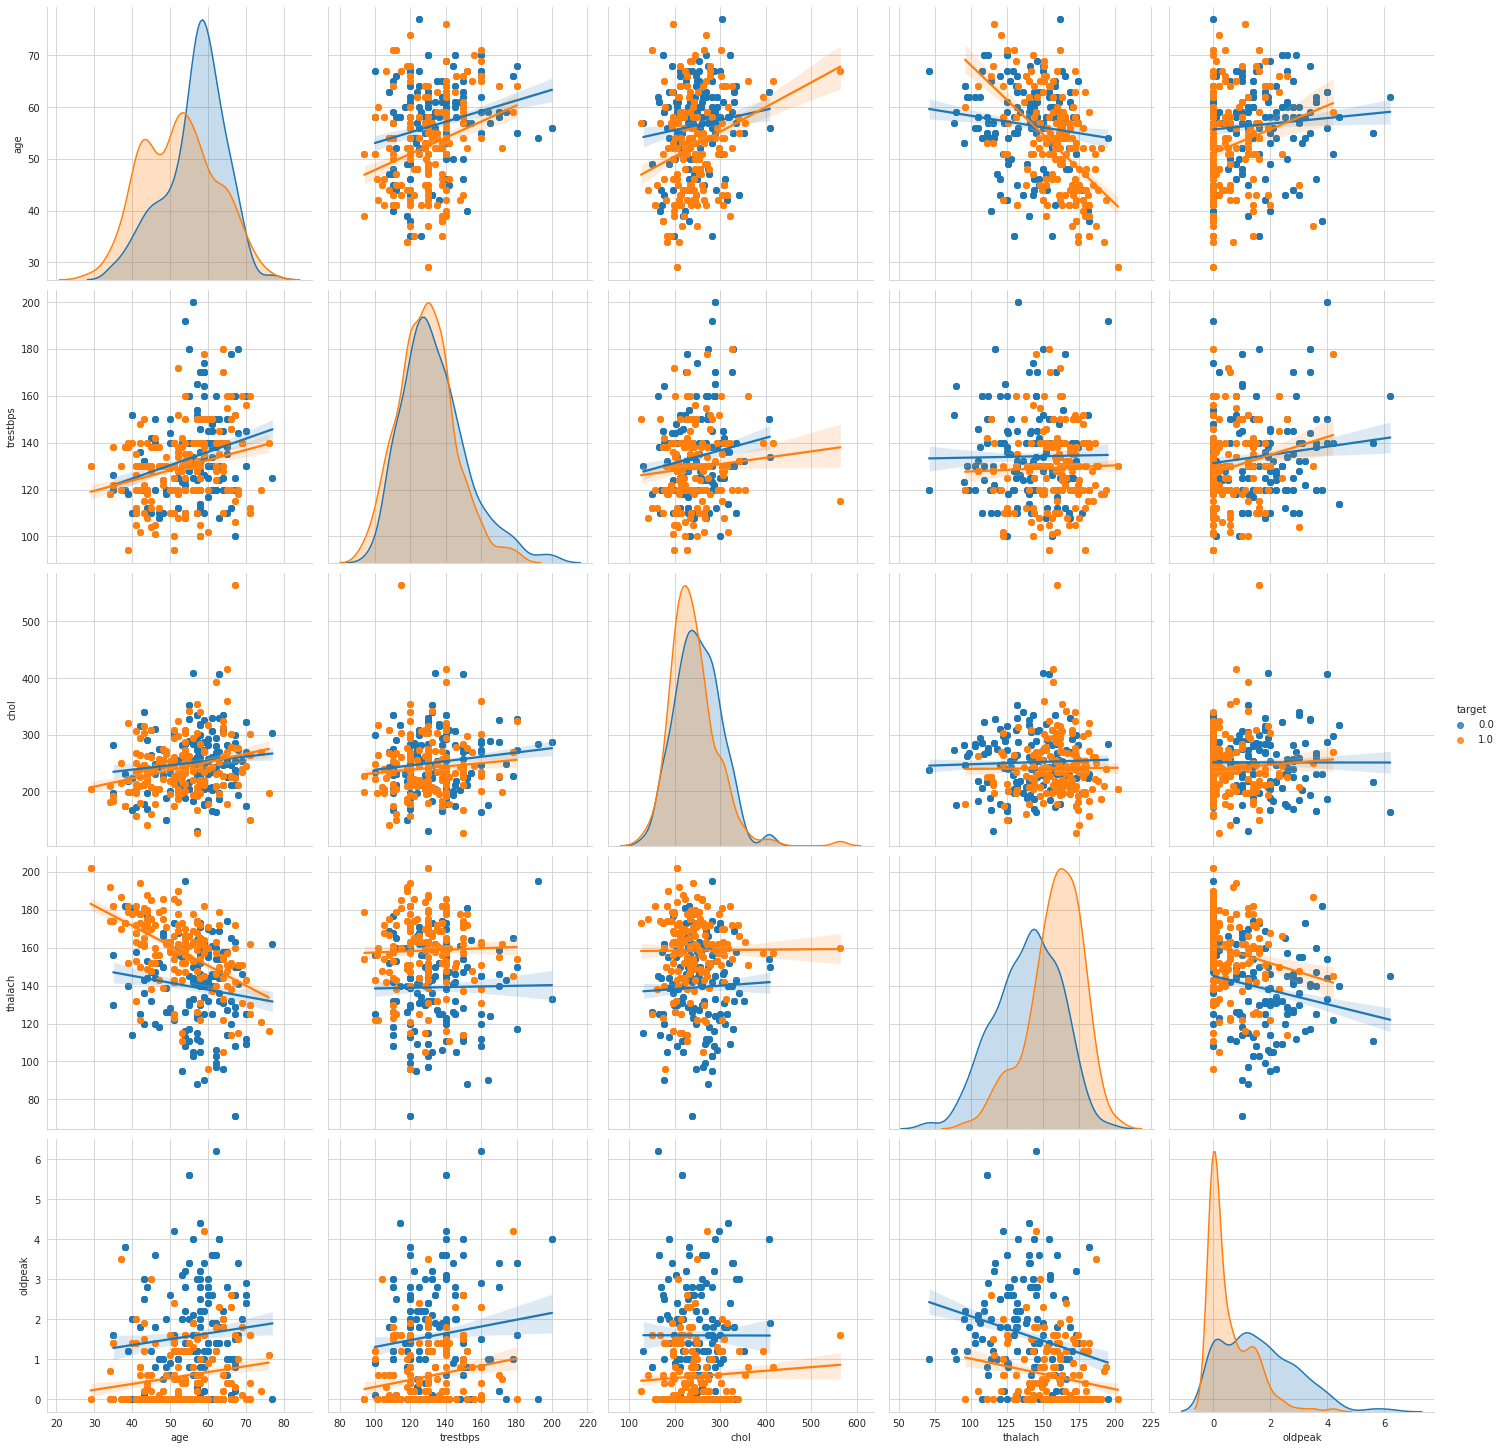 70
60
50
40
30
age
200
180
160
140
120
100
trestbps
500
400
300
200
chol
target
0.0
1.0
200
180
160
140
120
100
80
thalach
6
5
4
3
2
1
0
oldpeak
20 30 40 50 60 70 80
80 100 120 140 160 180 200 220
100 200 300 400 500 600
50 75 100 125 150 175 200 225
0 2 4 6
age trestbps chol thalach oldpeak